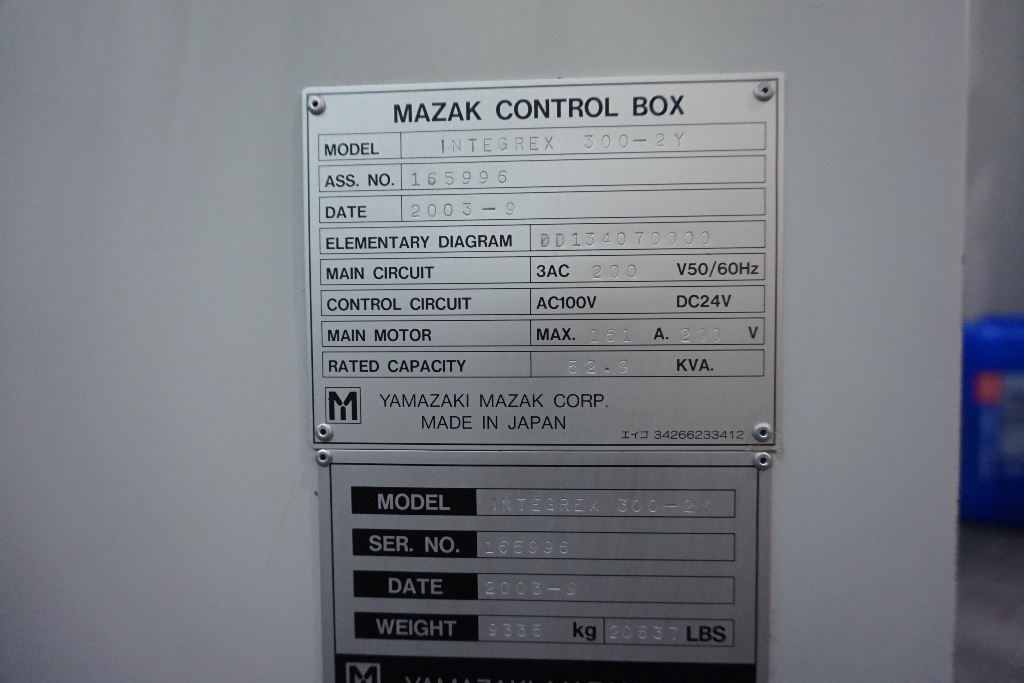 MAZAK CONTROL BOX
MODEL INTEGREX 300-2Y
ASS. NO. 165996
DATE 2003-9
ELEMENTARY DIAGRAM DD134070000
MAIN CIRCUIT 3AC 200 V50/60Hz
CONTROL CIRCUIT AC100V DC24V
MAIN MOTOR MAX. 161 A. 200 V
RATED CAPACITY 52.9 KVA.
M YAMAZAKI MAZAK CORP.
MADE IN JAPAN
エイコ 34266233412
MODEL INTEGREX 300-2Y
SER. NO. 165996
DATE 2003-9
WEIGHT kg 20637 LBS
M